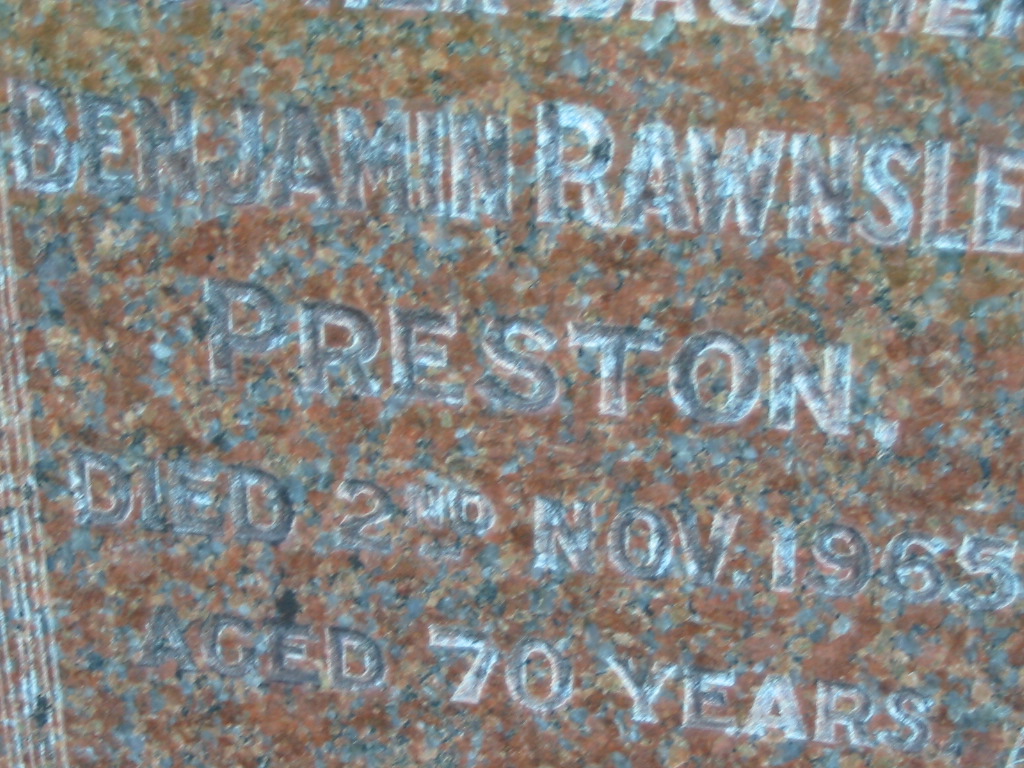 BENJAMIN RAWNSLE
PRESTON,
DIED 2ND NOV. 1965
AGED 70 YEARS